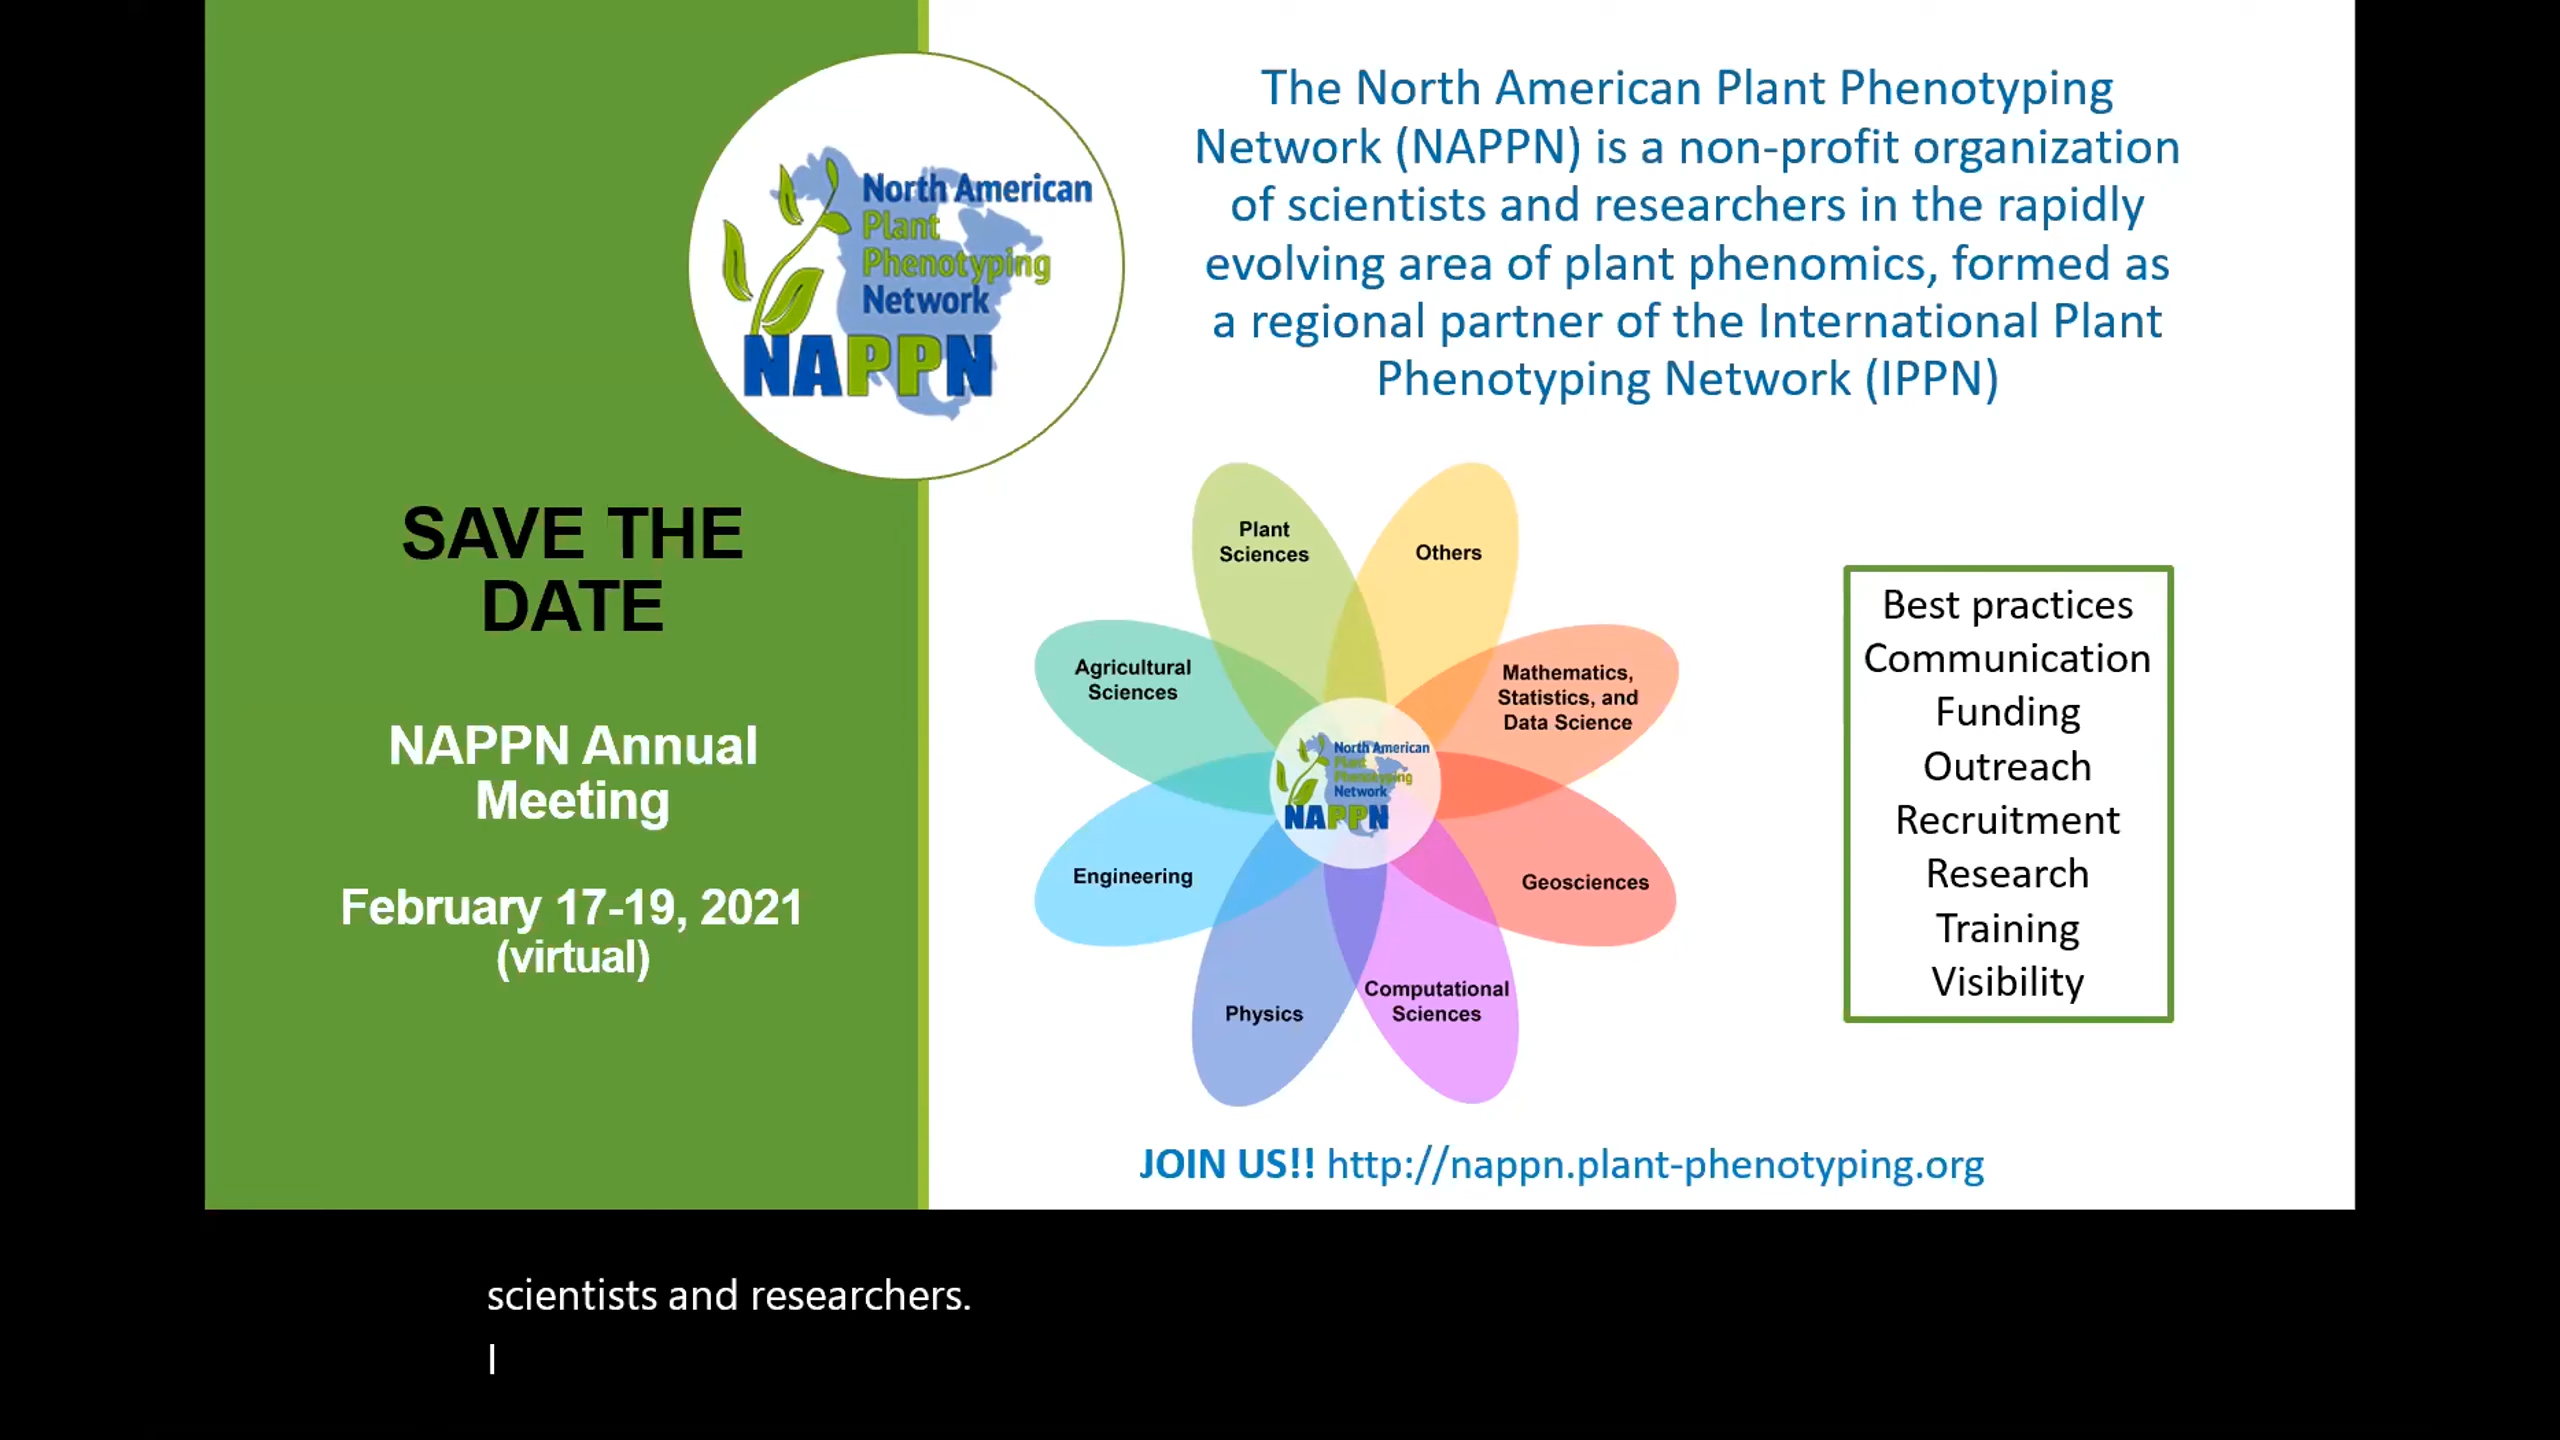 North American
Plant
Phenotyping
Network
NAPPN
SAVE THE
DATE
NAPPN Annual
Meeting
February 17-19, 2021
(virtual)
The North American Plant Phenotyping
Network (NAPPN) is a non-profit organization
of scientists and researchers in the rapidly
evolving area of plant phenomics, formed as
a regional partner of the International Plant
Phenotyping Network (IPPN)
Plant
Sciences
Others
Agricultural
Sciences
Mathematics,
Statistics, and
Data Science
North American
Plant
Phenotyping
Network
NAPPN
Engineering
Geosciences
Physics
Computational
Sciences
Best practices
Communication
Funding
Outreach
Recruitment
Research
Training
Visibility
JOIN US!! http://nappn.plant-phenotyping.org
scientists and researchers.
I